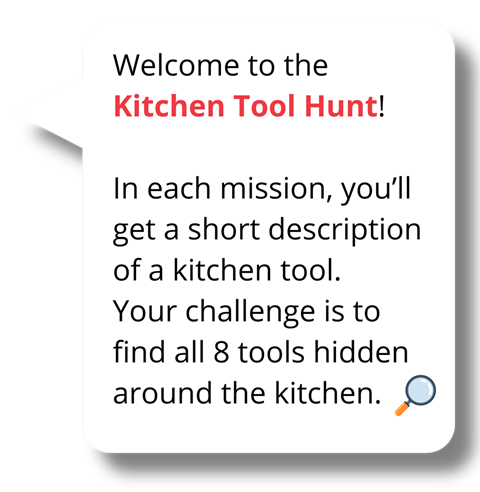 Welcome to the
Kitchen Tool Hunt!
In each mission, you’ll
get a short description
of a kitchen tool.
Your challenge is to
find all 8 tools hidden
around the kitchen.